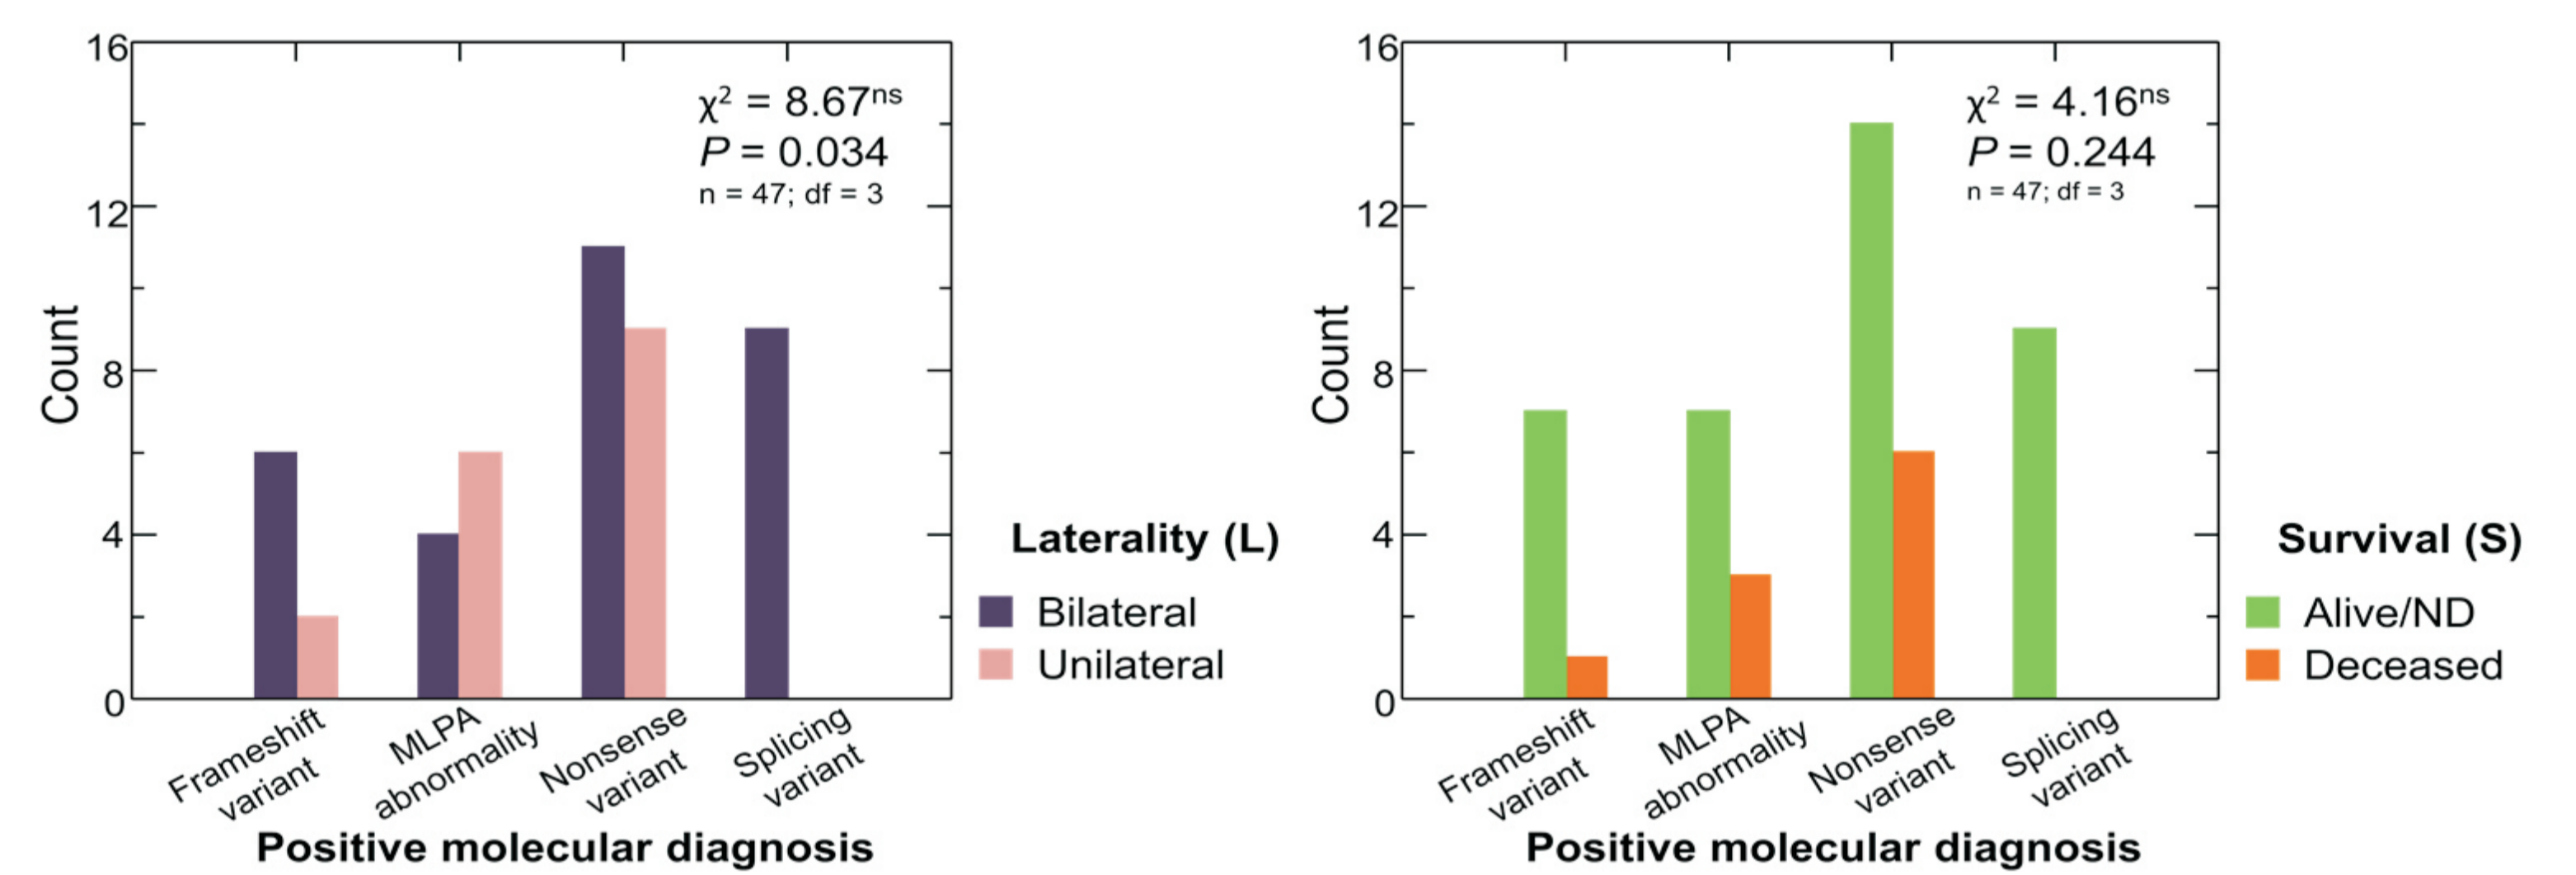 16
12
8
4
0
Count
χ² = 8.67ⁿˢ
P = 0.034
n = 47; df = 3
Frameshift
variant
MLPA
abnormality
Nonsense
variant
Splicing
variant
Positive molecular diagnosis
Laterality (L)
Bilateral
Unilateral
16
12
8
4
0
Count
χ² = 4.16ⁿˢ
P = 0.244
n = 47; df = 3
Frameshift
variant
MLPA
abnormality
Nonsense
variant
Splicing
variant
Positive molecular diagnosis
Survival (S)
Alive/ND
Deceased